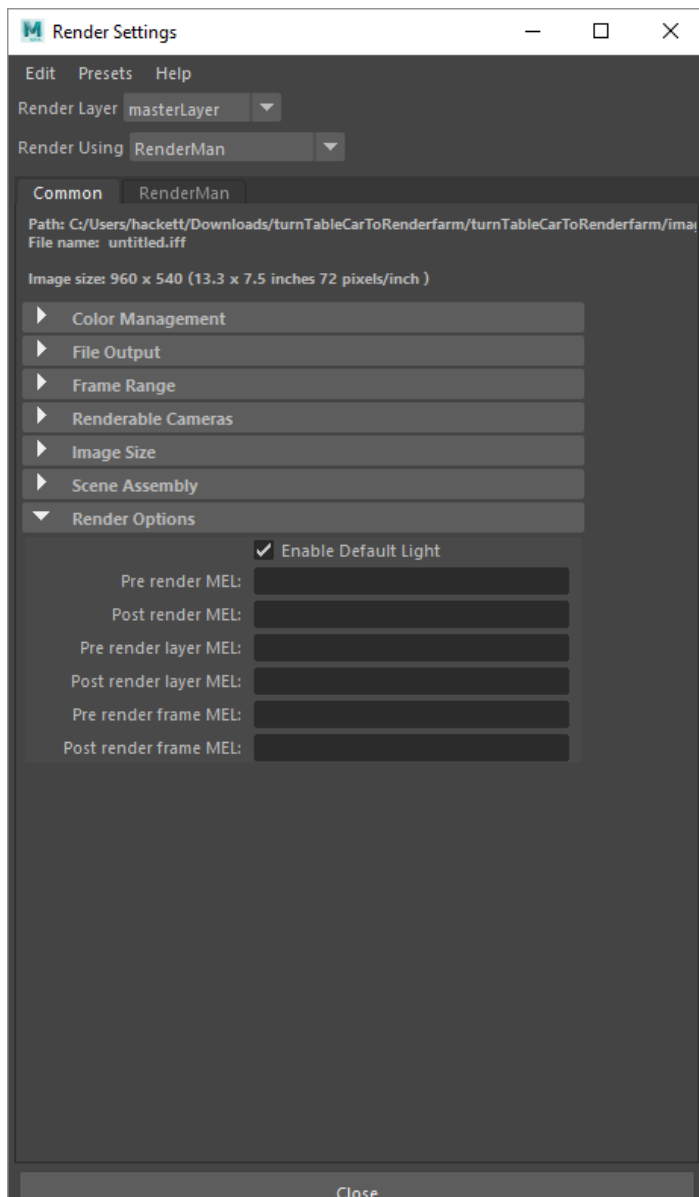 Render Settings
Edit Presets Help
Render Layer masterLayer
Render Using RenderMan
Common RenderMan
Path: C:/Users/hackett/Downloads/turnTableCarToRenderfarm/turnTableCarToRenderfarm/ima
File name: untitled.iff
Image size: 960 x 540 (13.3 x 7.5 inches 72 pixels/inch )
Color Management
File Output
Frame Range
Renderable Cameras
Image Size
Scene Assembly
Render Options
Enable Default Light
Pre render MEL:
Post render MEL:
Pre render layer MEL:
Post render layer MEL:
Pre render frame MEL:
Post render frame MEL:
Close